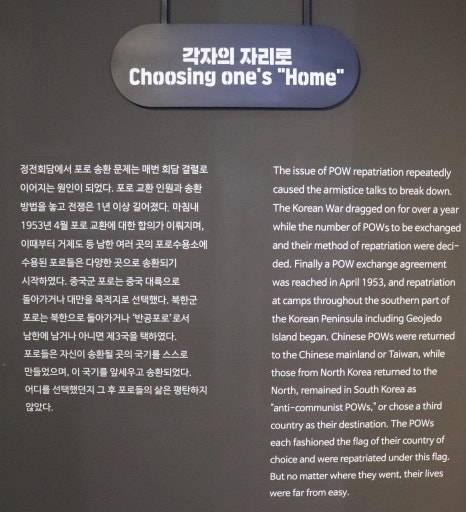 각자의 자리로
Choosing one's "Home"
정전회담에서 포로 송환 문제는 매번 회담 결렬로
이어지는 원인이 되었다. 포로 교환 인원과 송환
방법을 놓고 전쟁은 1년 이상 길어졌다. 마침내
1953년 4월 포로 교환에 대한 합의가 이뤄지며,
이때부터 거제도 등 남한 여러 곳의 포로수용소에
수용된 포로들은 다양한 곳으로 송환되기
시작하였다. 중국군 포로는 중국 대륙으로
돌아가거나 대만을 목적지로 선택했다. 북한군
포로는 북한으로 돌아가거나 '반공포로'로서
남한에 남거나 아니면 제3국을 택하였다.
포로들은 자신이 송환될 곳의 국기를 스스로
만들었으며, 이 국기를 앞세우고 송환되었다.
어디를 선택했던지 그 후 포로들의 삶은 평탄하지
않았다.
The issue of POW repatriation repeatedly
caused the armistice talks to break down.
The Korean War dragged on for over a year
while the number of POWs to be exchanged
and their method of repatriation were deci-
ded. Finally a POW exchange agreement
was reached in April 1953, and repatriation
at camps throughout the southern part of
the Korean Peninsula including Geojedo
Island began. Chinese POWs were returned
to the Chinese mainland or Taiwan, while
those from North Korea returned to the
North, remained in South Korea as
"anti-communist POWs," or chose a third
country as their destination. The POWs
each fashioned the flag of their country of
choice and were repatriated under this flag.
But no matter where they went, their lives
were far from easy.